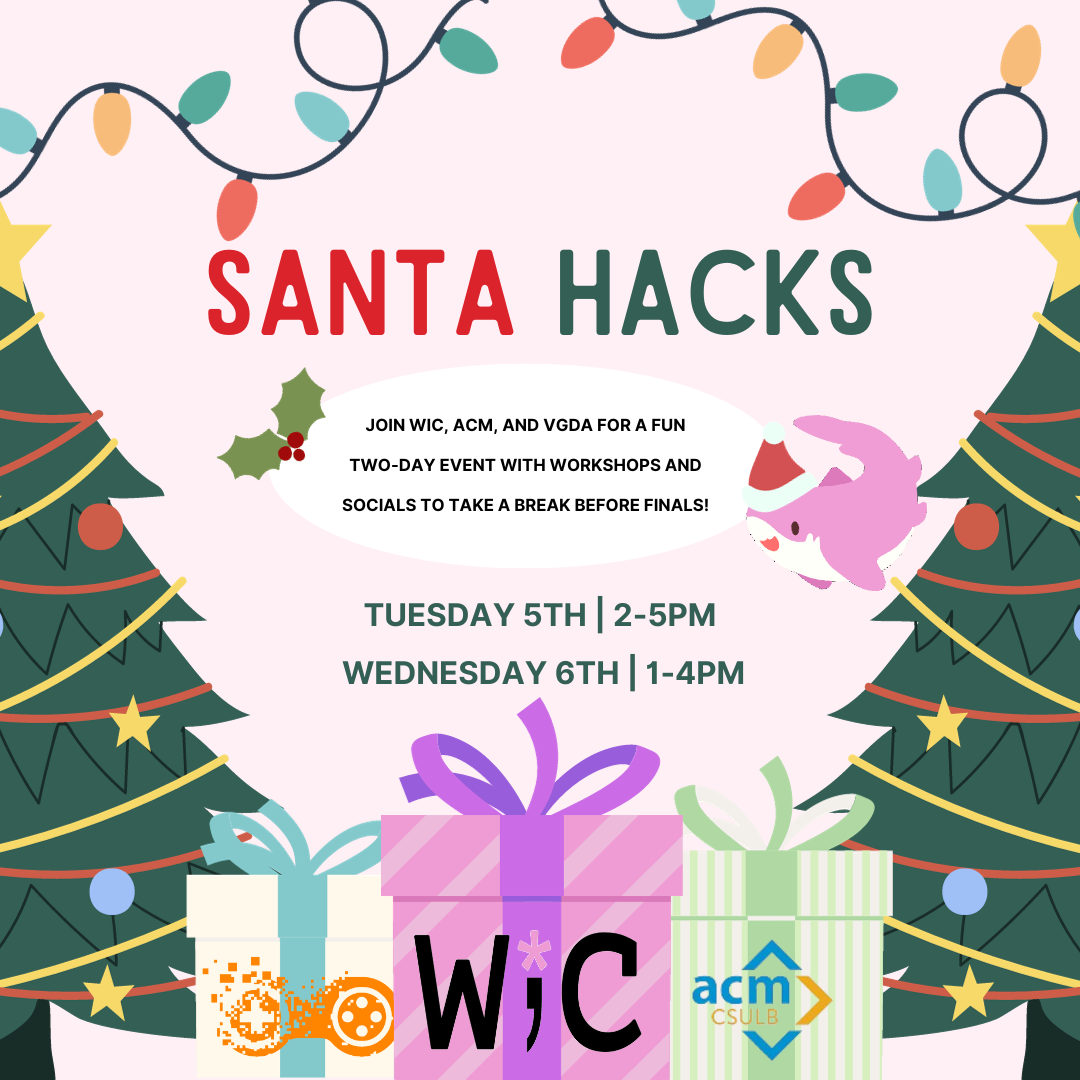 SANTA HACKS
JOIN WIC, ACM, AND VGDA FOR A FUN
TWO-DAY EVENT WITH WORKSHOPS AND
SOCIALS TO TAKE A BREAK BEFORE FINALS!
TUESDAY 5TH | 2-5PM
WEDNESDAY 6TH | 1-4PM
W;C
acm
CSULB